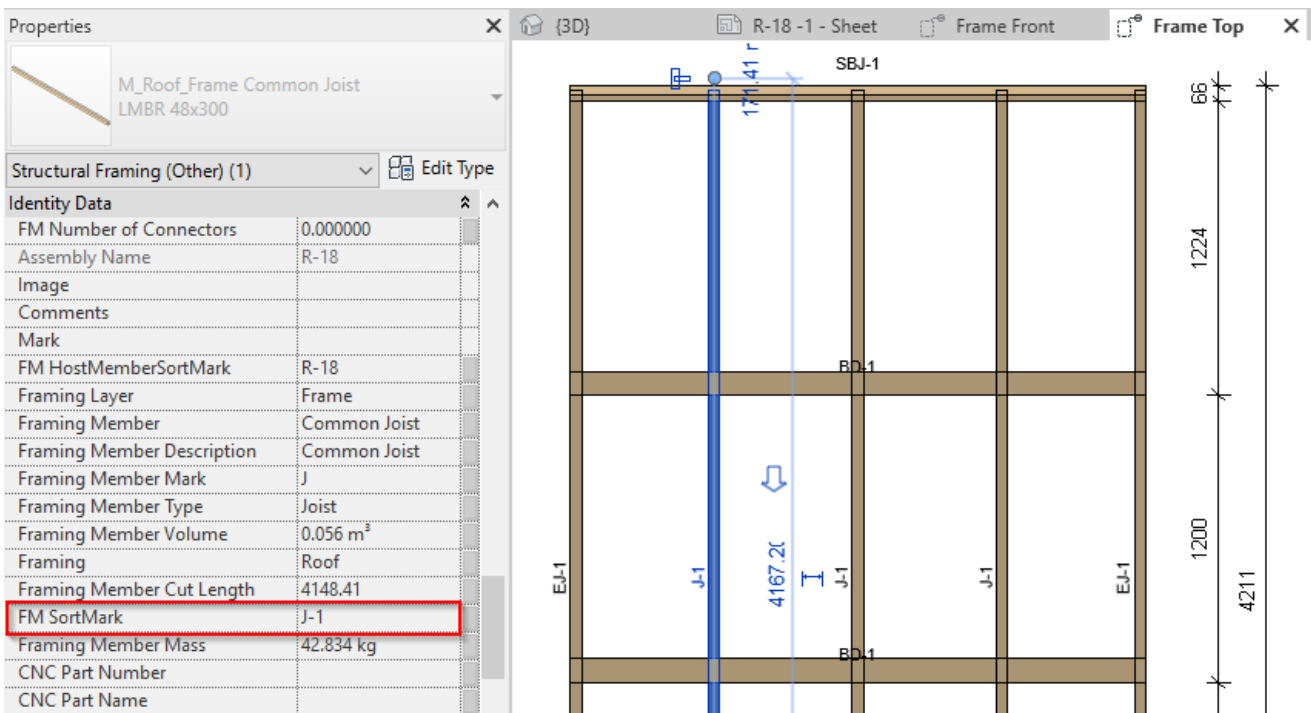 Properties
M_Roof_Frame Common Joist
LMBR 48x300
Structural Framing (Other) (1)
Edit Type
Identity Data
FM Number of Connectors 0.000000
Assembly Name R-18
Image
Comments
Mark
FM HostMemberSortMark R-18
Framing Layer Frame
Framing Member Common Joist
Framing Member Description Common Joist
Framing Member Mark J
Framing Member Type Joist
Framing Member Volume 0.056 m³
Framing Roof
Framing Member Cut Length 4148.41
FM SortMark J-1
Framing Member Mass 42.834 kg
CNC Part Number
CNC Part Name
{3D}
R-18 -1 - Sheet
Frame Front
Frame Top
SBJ-1
171.41
66
1224
BD-1
1200
EJ-1
J-1
4167.20
J-1
J-1
EJ-1
4211
BD-1